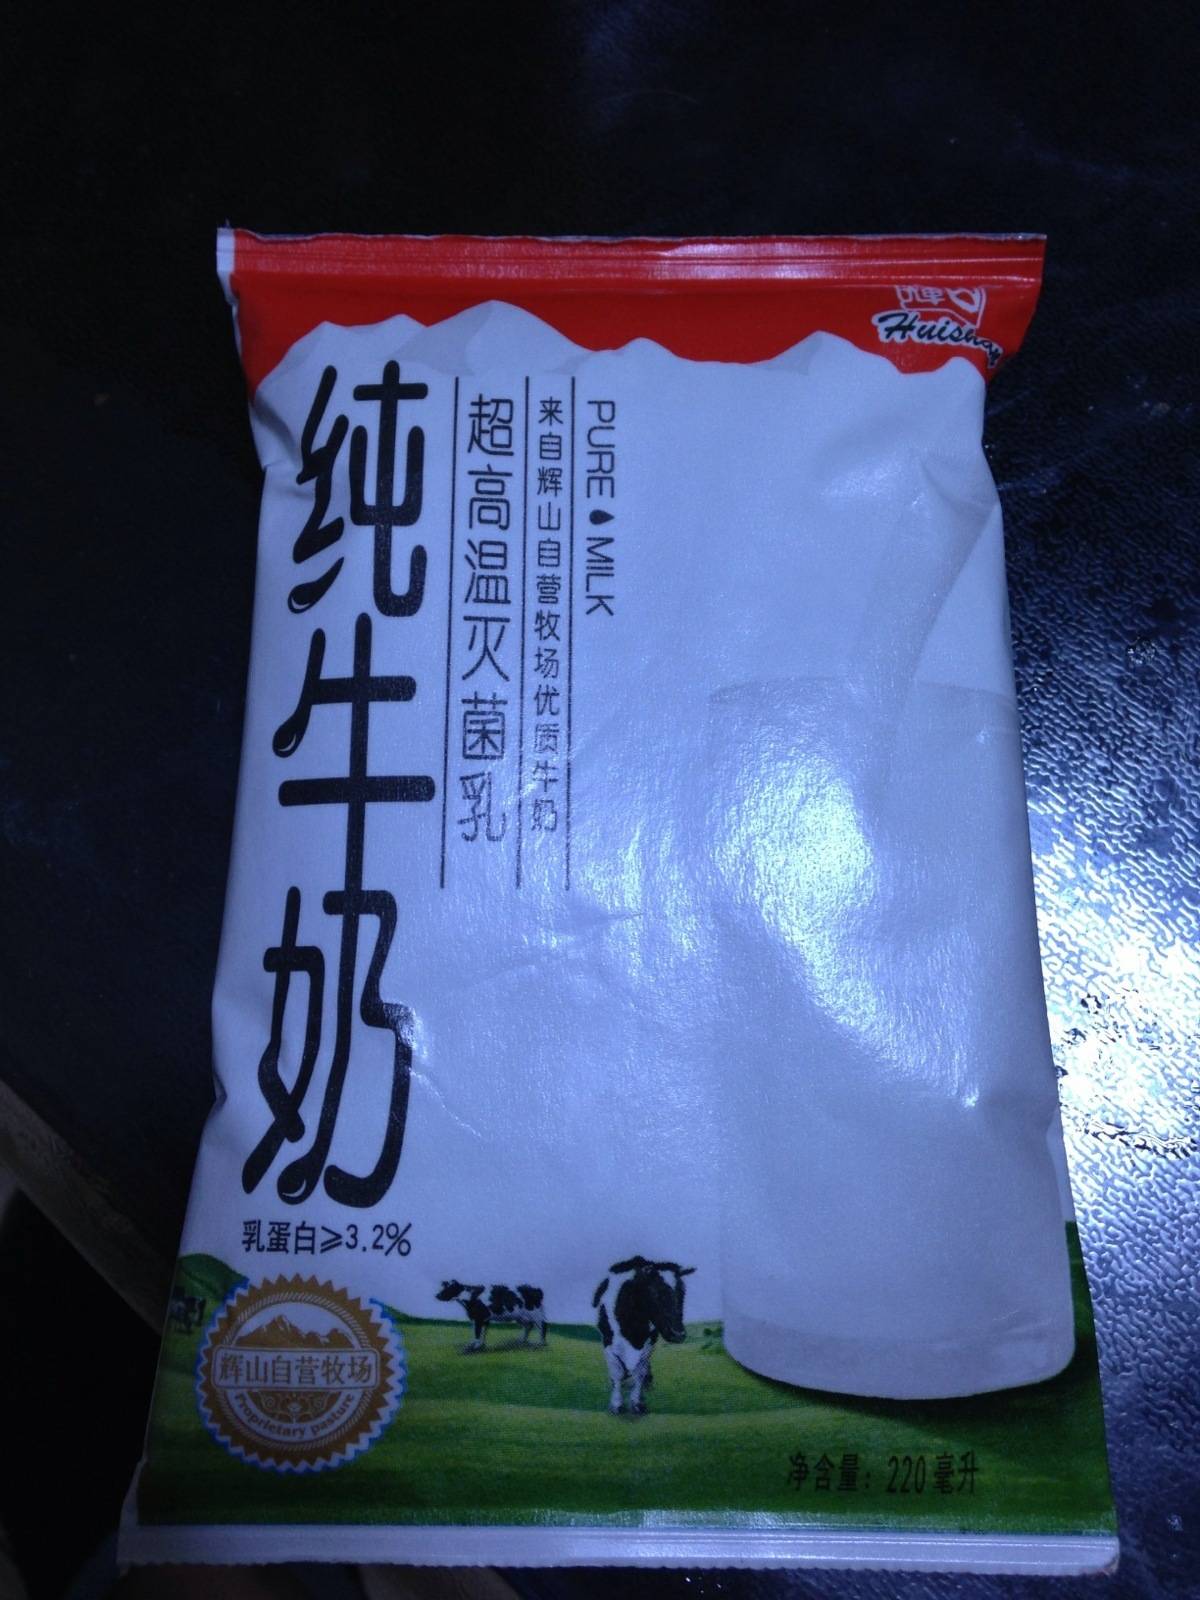 Huishan
纯牛奶
超高温灭菌乳
来自辉山自营牧场优质牛奶
PURE MILK
乳蛋白≥3.2%
辉山自营牧场
Proprietary pasture
净含量：220毫升